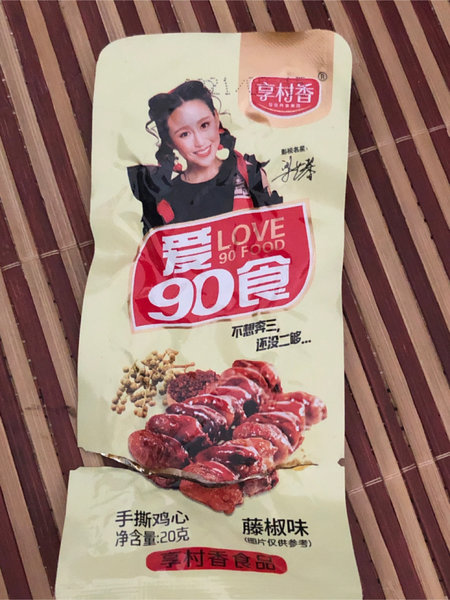 2021/
享村香®
影视名星:
爱 LOVE
90 FOOD
90食
不想奔三,
还没二够...
手撕鸡心
净含量:20克
藤椒味
(图片仅供参考)
享村香食品